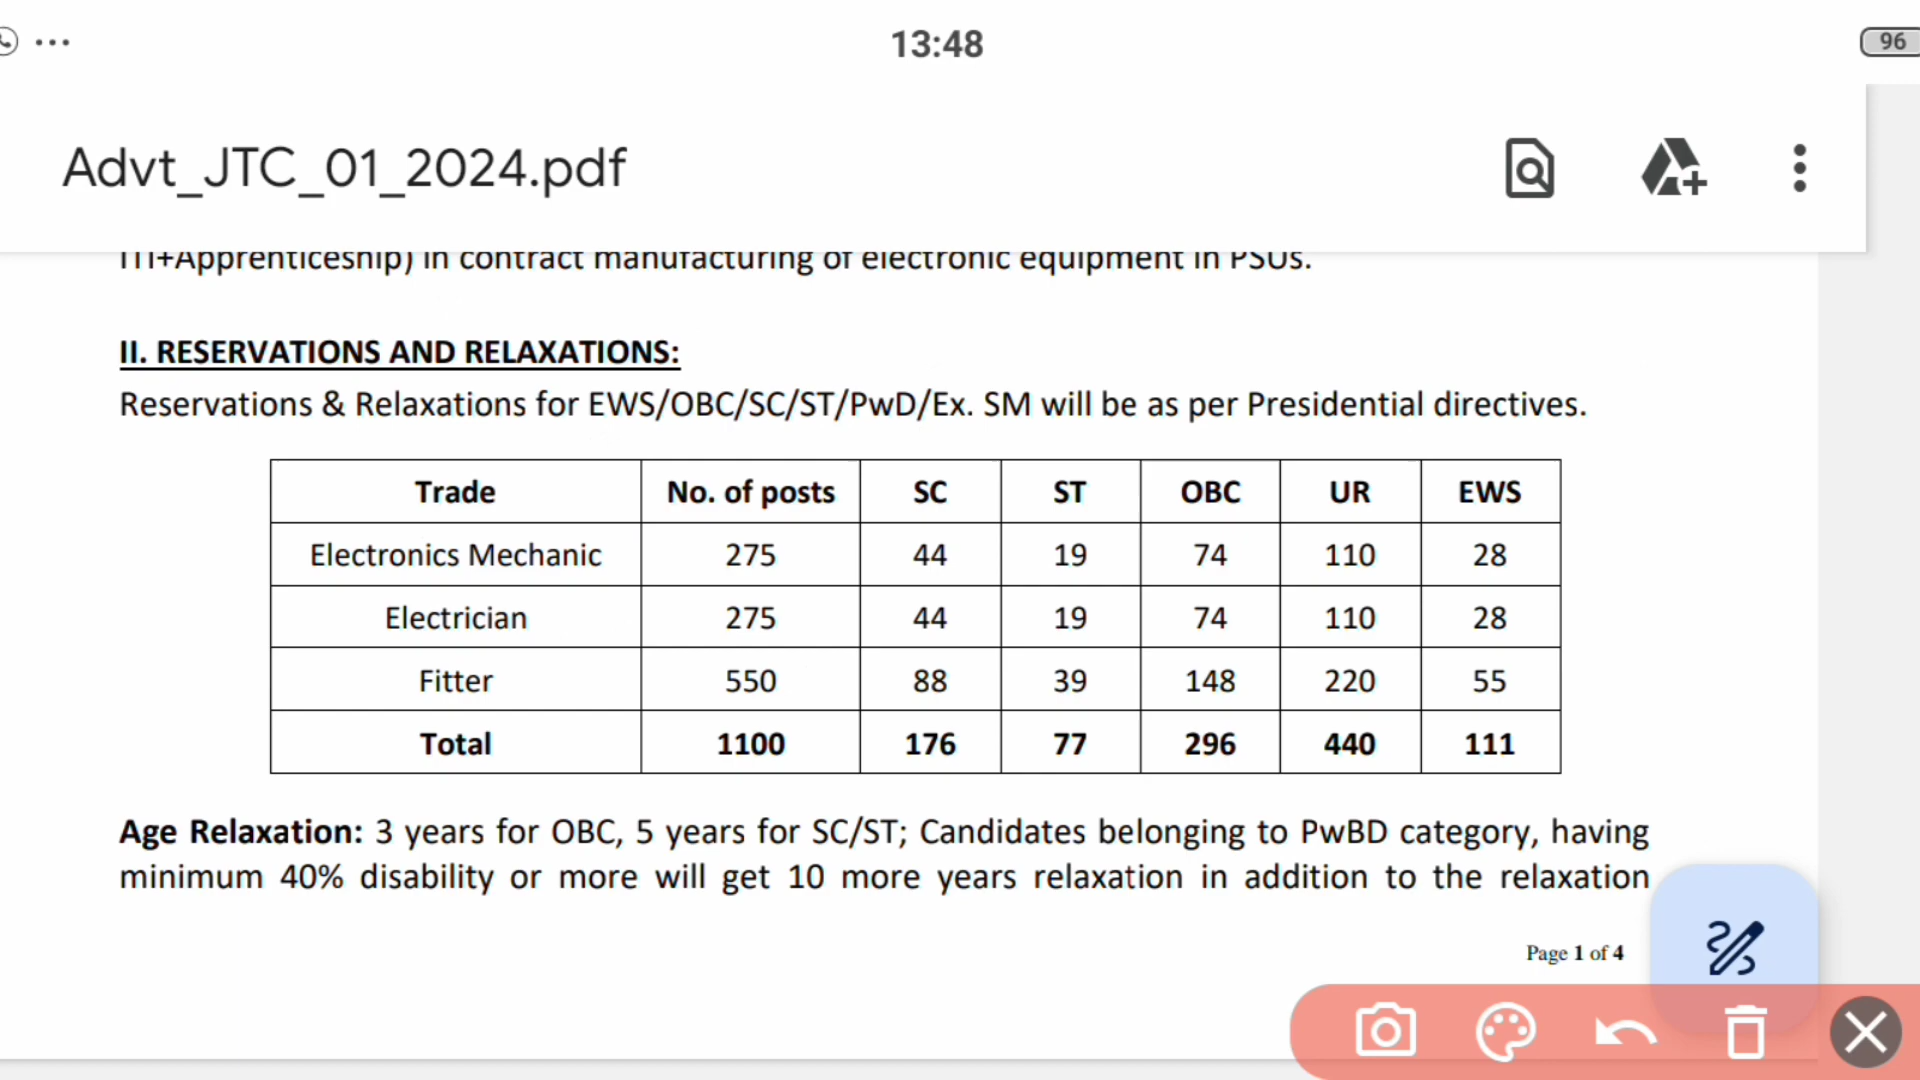 13:48
96
Advt_JTC_01_2024.pdf
ITI+Apprenticeship) in contract manufacturing of electronic equipment in PSUs.
II. RESERVATIONS AND RELAXATIONS:
Reservations & Relaxations for EWS/OBC/SC/ST/PwD/Ex. SM will be as per Presidential directives.
Trade No. of posts SC ST OBC UR EWS
Electronics Mechanic 275 44 19 74 110 28
Electrician 275 44 19 74 110 28
Fitter 550 88 39 148 220 55
Total 1100 176 77 296 440 111
Age Relaxation: 3 years for OBC, 5 years for SC/ST; Candidates belonging to PwBD category, having
minimum 40% disability or more will get 10 more years relaxation in addition to the relaxation
Page 1 of 4